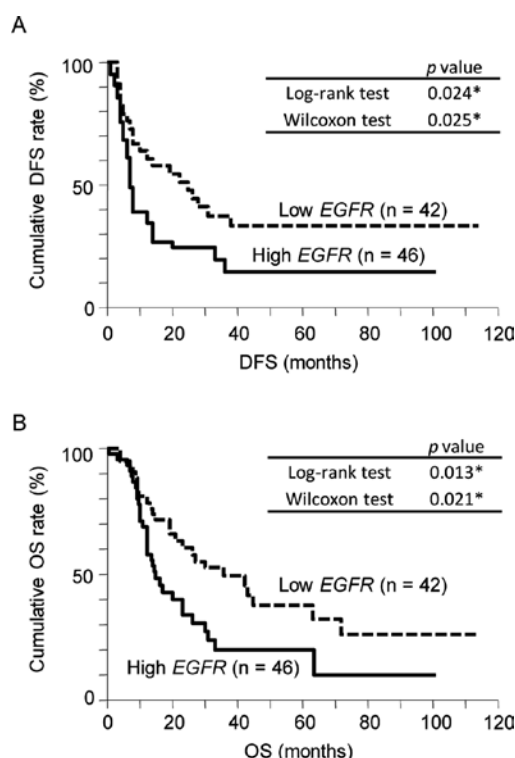 A
100
50
0
Cumulative DFS rate (%)
p value
Log-rank test 0.024*
Wilcoxon test 0.025*
Low EGFR (n = 42)
High EGFR (n = 46)
0 20 40 60 80 100 120
DFS (months)
B
100
50
0
Cumulative OS rate (%)
p value
Log-rank test 0.013*
Wilcoxon test 0.021*
Low EGFR (n = 42)
High EGFR (n = 46)
0 20 40 60 80 100 120
OS (months)